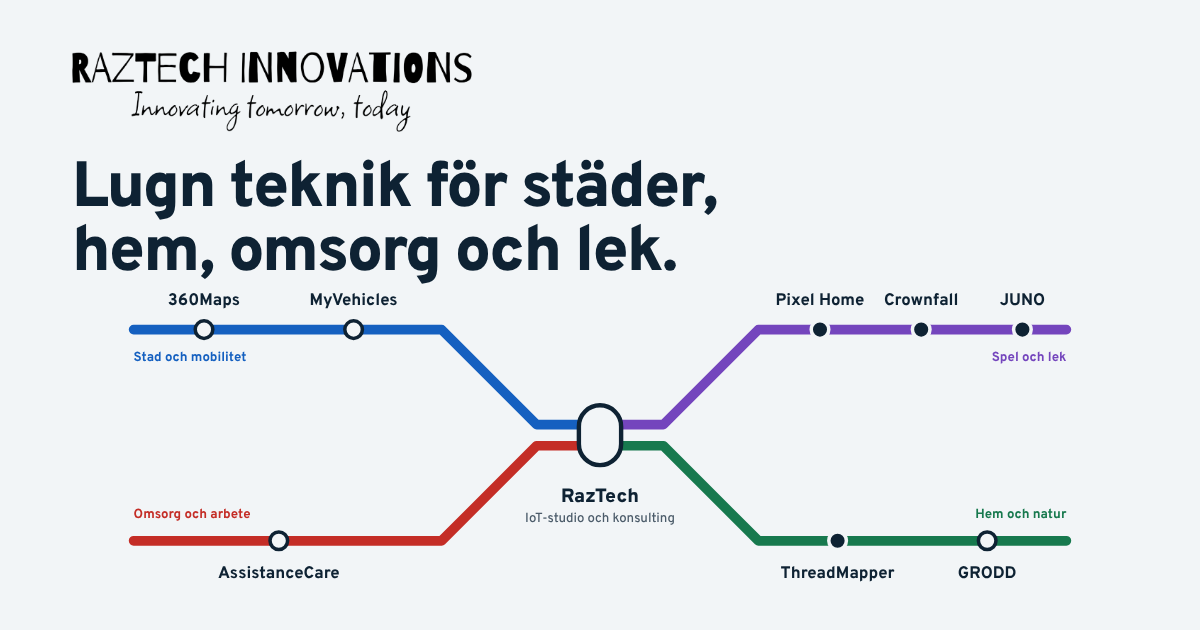 RAZTECH INNOVATIONS
Innovating tomorrow, today
Lugn teknik för städer,
hem, omsorg och lek.
360Maps
MyVehicles
Pixel Home
Crownfall
JUNO
Stad och mobilitet
Spel och lek
RazTech
IoT-studio och konsulting
Omsorg och arbete
Hem och natur
AssistanceCare
ThreadMapper
GRODD